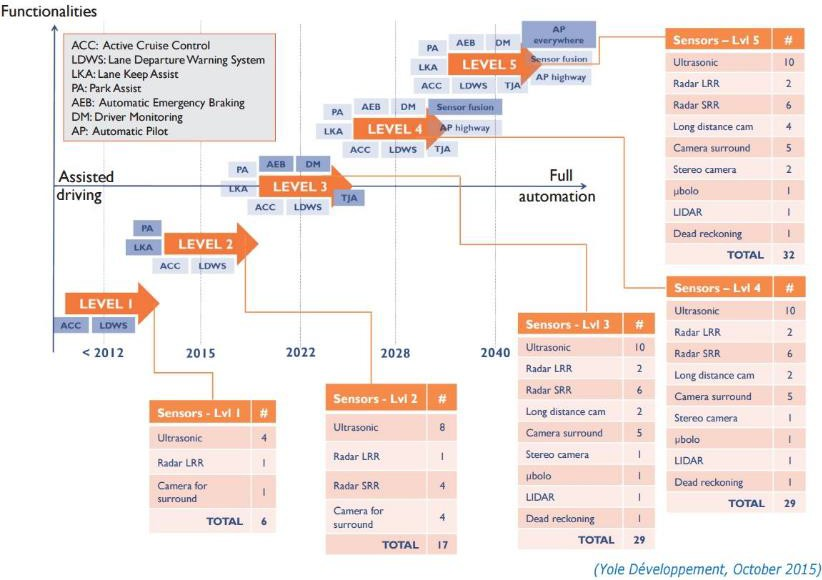 Functionalities
ACC: Active Cruise Control
LDWS: Lane Departure Warning System
LKA: Lane Keep Assist
PA: Park Assist
AEB: Automatic Emergency Braking
DM: Driver Monitoring
AP: Automatic Pilot
AP everywhere
PA AEB DM
LKA LEVEL 5 Sensor fusion
ACC LDWS TJA AP highway
PA AEB DM Sensor fusion
LKA LEVEL 4 AP highway
ACC LDWS TJA
Assisted driving
Full automation
PA AEB DM
LKA LEVEL 3
ACC LDWS TJA
PA
LKA LEVEL 2
ACC LDWS
LEVEL 1
ACC LDWS
< 2012 2015 2022 2028 2040
Sensors - Lvl 1 #
Ultrasonic 4
Radar LRR 1
Camera for surround 1
TOTAL 6
Sensors - Lvl 2 #
Ultrasonic 8
Radar LRR 1
Radar SRR 4
Camera for surround 4
TOTAL 17
Sensors - Lvl 3 #
Ultrasonic 10
Radar LRR 2
Radar SRR 6
Long distance cam 2
Camera surround 5
Stereo camera 1
µbolo 1
LIDAR 1
Dead reckoning 1
TOTAL 29
Sensors – Lvl 4 #
Ultrasonic 10
Radar LRR 2
Radar SRR 6
Long distance cam 2
Camera surround 5
Stereo camera 1
µbolo 1
LIDAR 1
Dead reckoning 1
TOTAL 29
Sensors – Lvl 5 #
Ultrasonic 10
Radar LRR 2
Radar SRR 6
Long distance cam 4
Camera surround 5
Stereo camera 2
µbolo 1
LIDAR 1
Dead reckoning 1
TOTAL 32
(Yole Développement, October 2015)